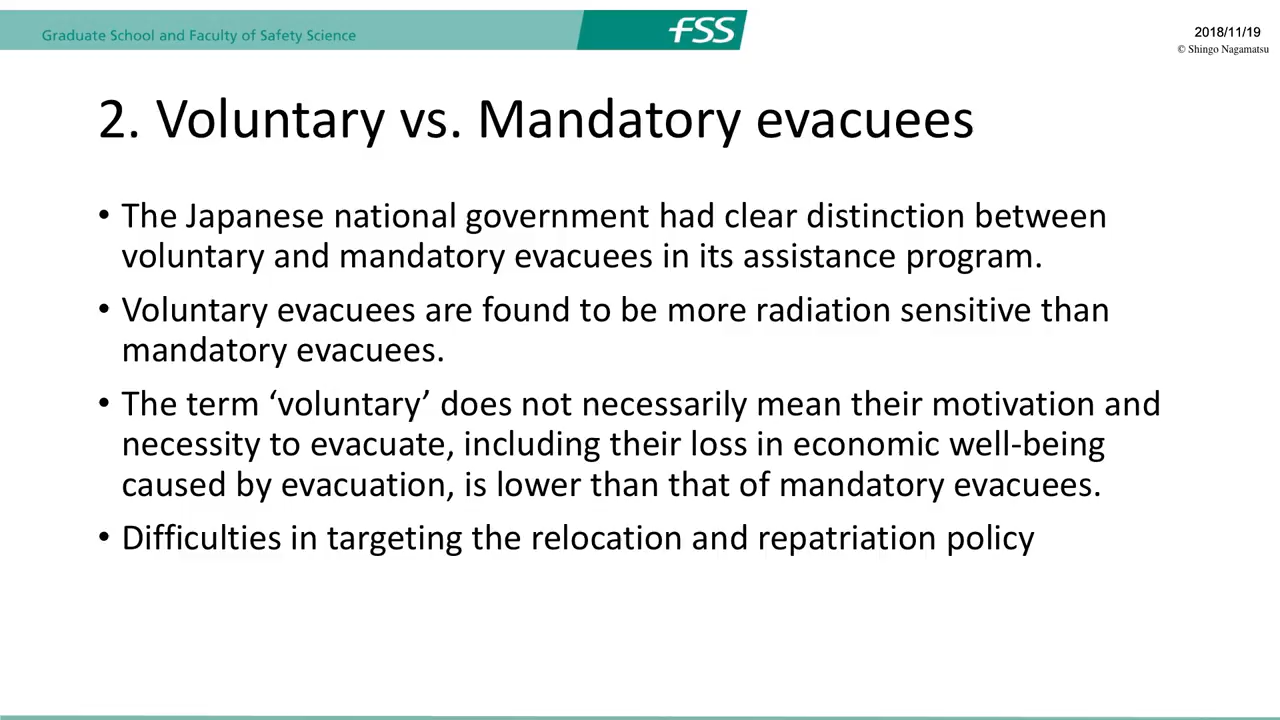 Graduate School and Faculty of Safety Science
FSS
2018/11/19
© Shingo Nagamatsu
2. Voluntary vs. Mandatory evacuees
• The Japanese national government had clear distinction between
voluntary and mandatory evacuees in its assistance program.
• Voluntary evacuees are found to be more radiation sensitive than
mandatory evacuees.
• The term ‘voluntary’ does not necessarily mean their motivation and
necessity to evacuate, including their loss in economic well-being
caused by evacuation, is lower than that of mandatory evacuees.
• Difficulties in targeting the relocation and repatriation policy